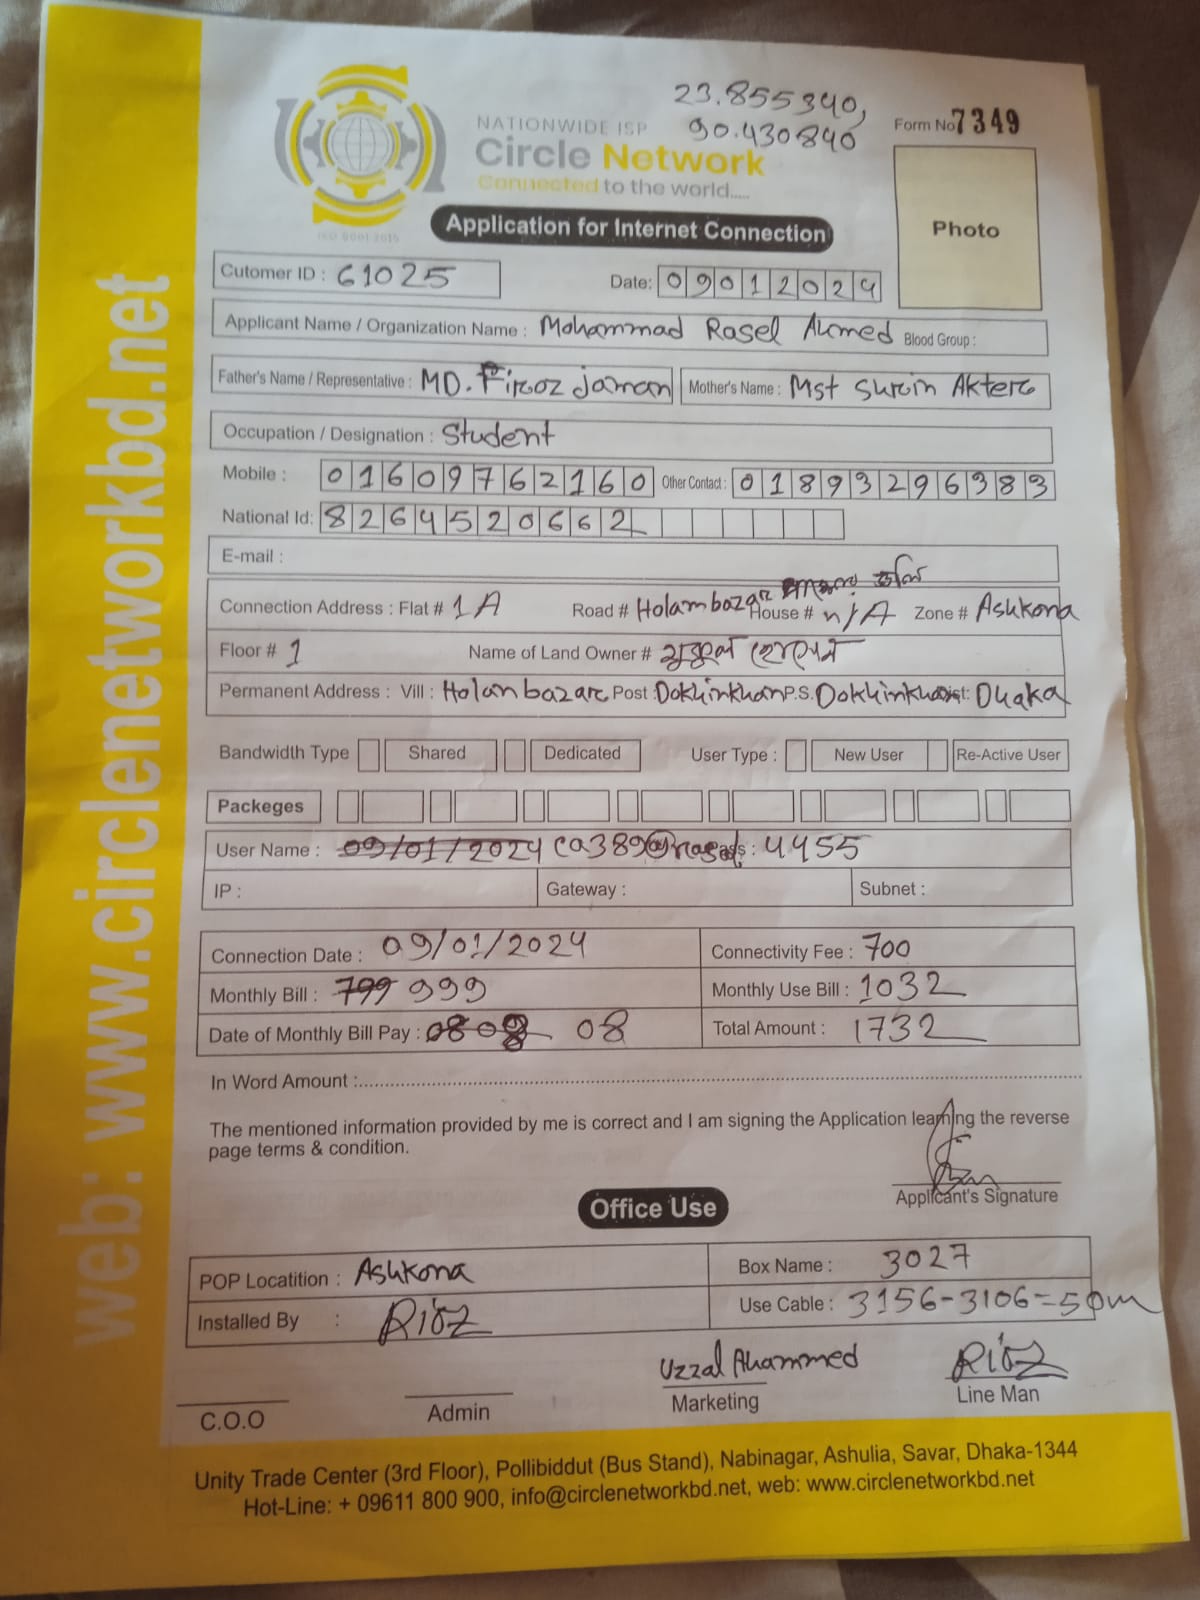 23.855340,
90.430840
NATIONWIDE ISP
Circle Network
Connected to the world.....
ISO 9001:2015
Form No 7349
Photo
Application for Internet Connection
Cutomer ID : 61025 Date: 09012024
Applicant Name / Organization Name : Mohammad Rasel Ahmed Blood Group :
Father's Name / Representative : MD. Firoz jaman Mother's Name : Mst Surin Akter
Occupation / Designation : Student
Mobile : 01609762160 Other Contact : 01893296383
National Id: 8264520662
E-mail :
Connection Address : Flat # 1A Road # Holambazar House # n/A Zone # Ashkona
Floor # 1 Name of Land Owner #
Permanent Address : Vill : Holanbazar Post : Dokhinkhan P.S. Dokhinkhan Dist: Dhaka
Bandwidth Type Shared Dedicated User Type : New User Re-Active User
Packeges
User Name : 09/01/2024 ca389@rasel Pass : 4455
IP : Gateway : Subnet :
Connection Date : 09/01/2024 Connectivity Fee : 700
Monthly Bill : 799 999 Monthly Use Bill : 1032
Date of Monthly Bill Pay : 08 Total Amount : 1732
In Word Amount :
The mentioned information provided by me is correct and I am signing the Application learning the reverse
page terms & condition.
Applicant's Signature
Office Use
POP Locatition : Ashkona Box Name : 3027
Installed By : Rioz Use Cable : 3156-3106=50m
Uzzal Ahammed Rioz
C.O.O Admin Marketing Line Man
Unity Trade Center (3rd Floor), Pollibiddut (Bus Stand), Nabinagar, Ashulia, Savar, Dhaka-1344
Hot-Line: + 09611 800 900, info@circlenetworkbd.net, web: www.circlenetworkbd.net
web: www.circlenetworkbd.net